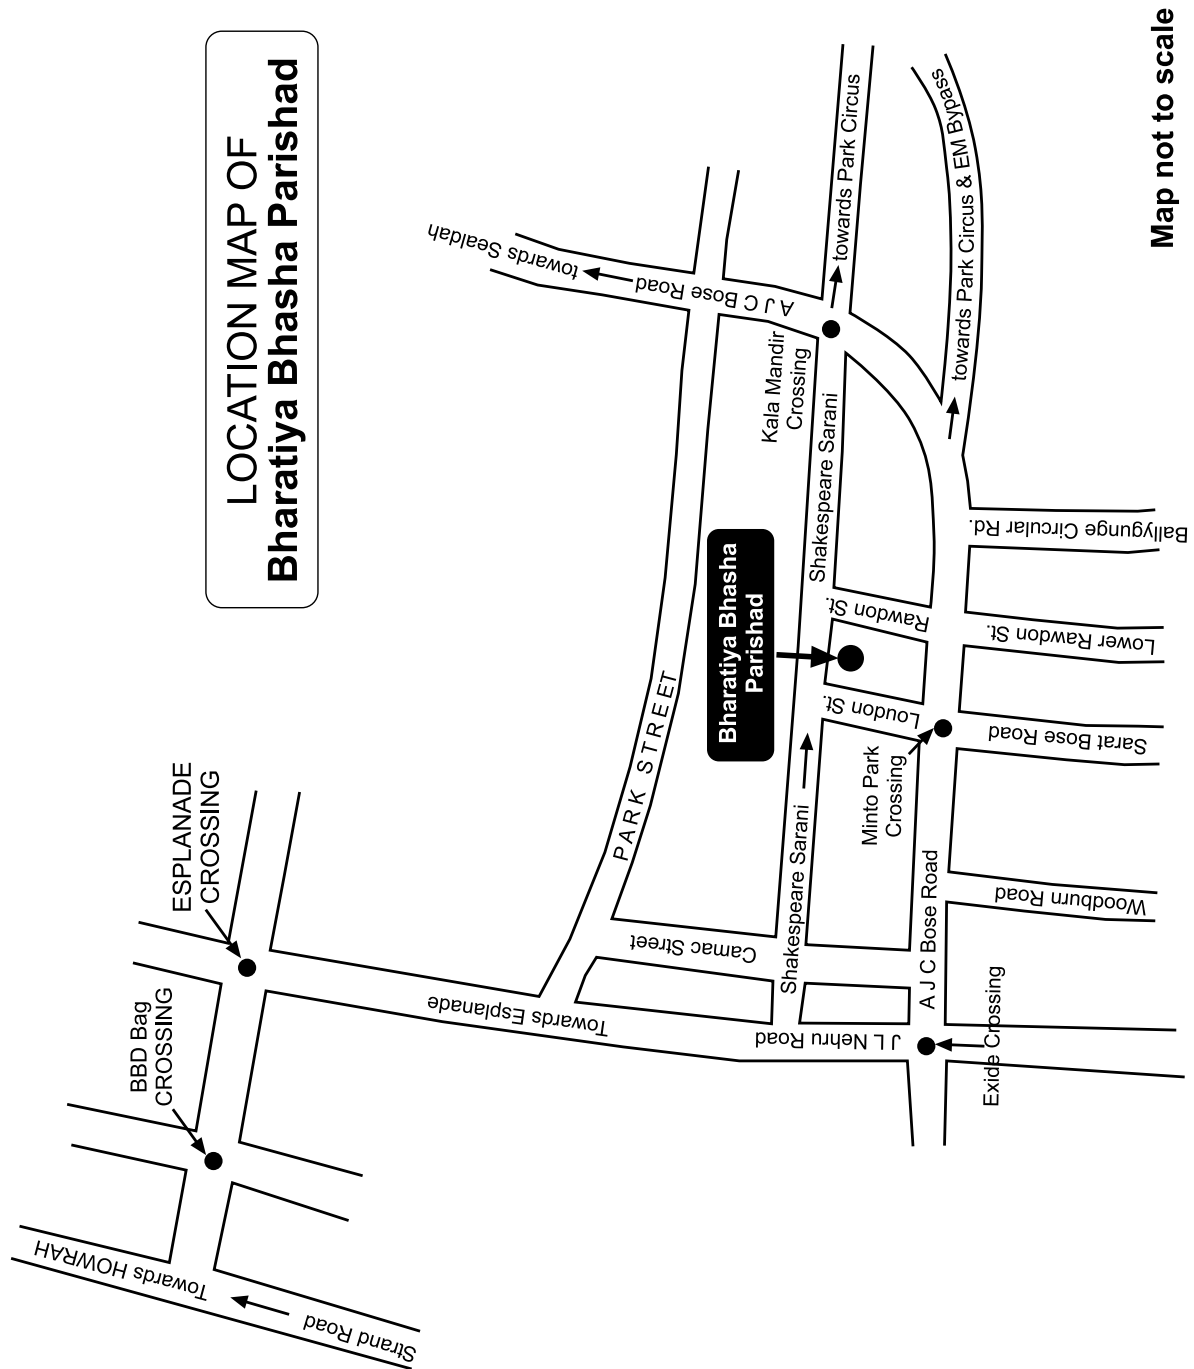 LOCATION MAP OF
Bharatiya Bhasha Parishad
ESPLANADE
CROSSING
BBD Bag
CROSSING
Towards HOWRAH
Strand Road
Towards Esplanade
J L Nehru Road
PARK STREET
Camac Street
towards Sealdah
A J C Bose Road
Kala Mandir
Crossing
towards Park Circus
Shakespeare Sarani
Bharatiya Bhasha
Parishad
Shakespeare Sarani
Rawdon St.
Loudon St.
Minto Park
Crossing
towards Park Circus & EM Bypass
A J C Bose Road
Exide Crossing
Woodburn Road
Sarat Bose Road
Lower Rawdon St.
Ballygunge Circular Rd.
Map not to scale